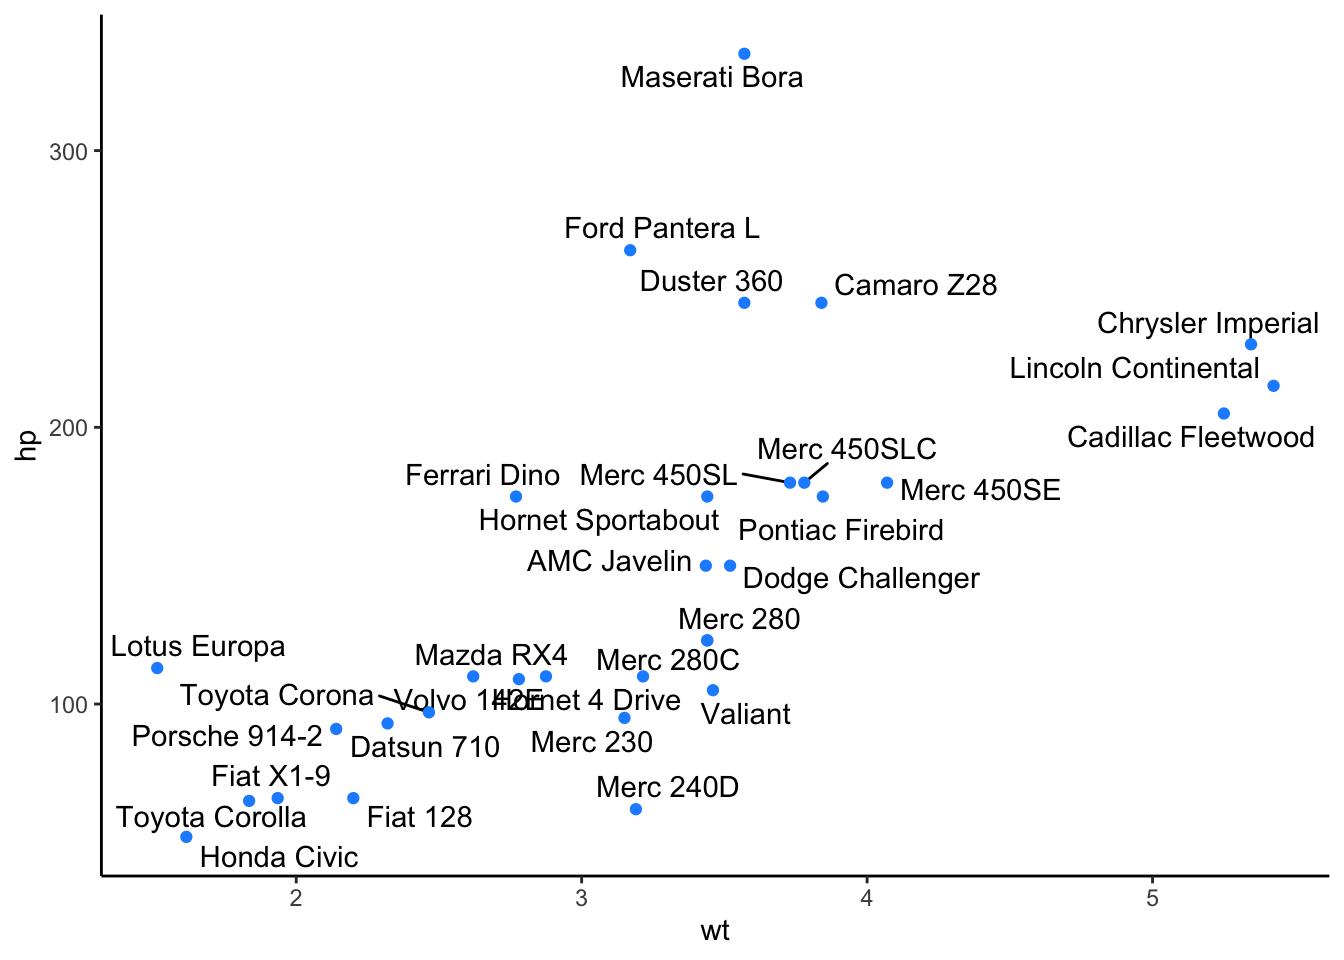 Maserati Bora
300
Ford Pantera L
Duster 360
Camaro Z28
Chrysler Imperial
Lincoln Continental
200
Cadillac Fleetwood
hp
Merc 450SLC
Ferrari Dino
Merc 450SL
Merc 450SE
Hornet Sportabout
Pontiac Firebird
AMC Javelin
Dodge Challenger
Merc 280
Lotus Europa
Mazda RX4
Merc 280C
Toyota Corona
Volvo 142E
Hornet 4 Drive
100
Valiant
Porsche 914-2
Datsun 710
Merc 230
Fiat X1-9
Merc 240D
Toyota Corolla
Fiat 128
Honda Civic
2
3
4
5
wt